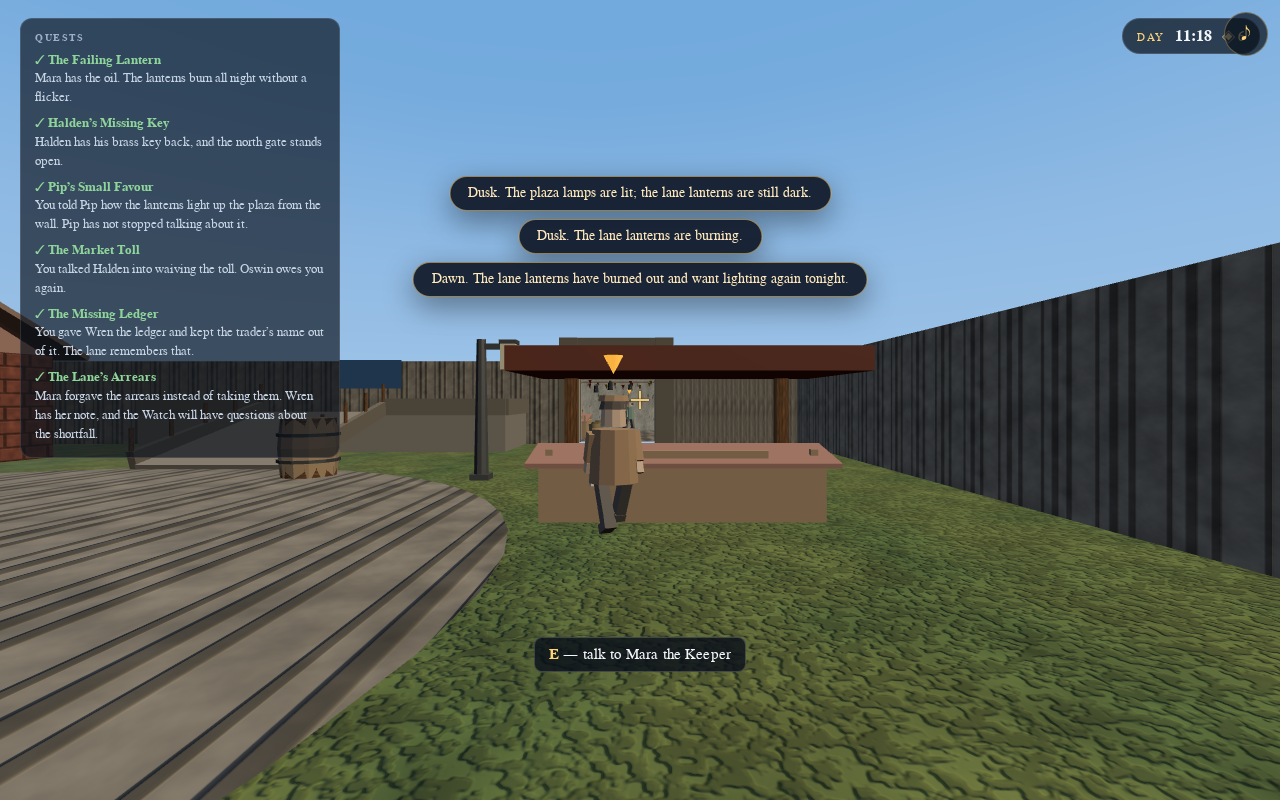 QUESTS
✓ The Failing Lantern
Mara has the oil. The lanterns burn all night without a
flicker.
✓ Halden’s Missing Key
Halden has his brass key back, and the north gate stands
open.
✓ Pip’s Small Favour
You told Pip how the lanterns light up the plaza from the
wall. Pip has not stopped talking about it.
✓ The Market Toll
You talked Halden into waiving the toll. Oswin owes you
again.
✓ The Missing Ledger
You gave Wren the ledger and kept the trader’s name out
of it. The lane remembers that.
✓ The Lane’s Arrears
Mara forgave the arrears instead of taking them. Wren
has her note, and the Watch will have questions about
the shortfall.
DAY 11:18
Dusk. The plaza lamps are lit; the lane lanterns are still dark.
Dusk. The lane lanterns are burning.
Dawn. The lane lanterns have burned out and want lighting again tonight.
E — talk to Mara the Keeper